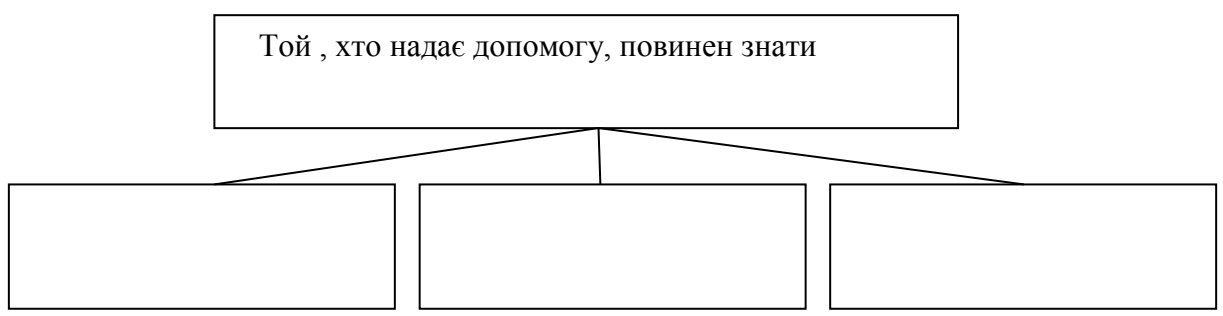 Той , хто надає допомогу, повинен знати